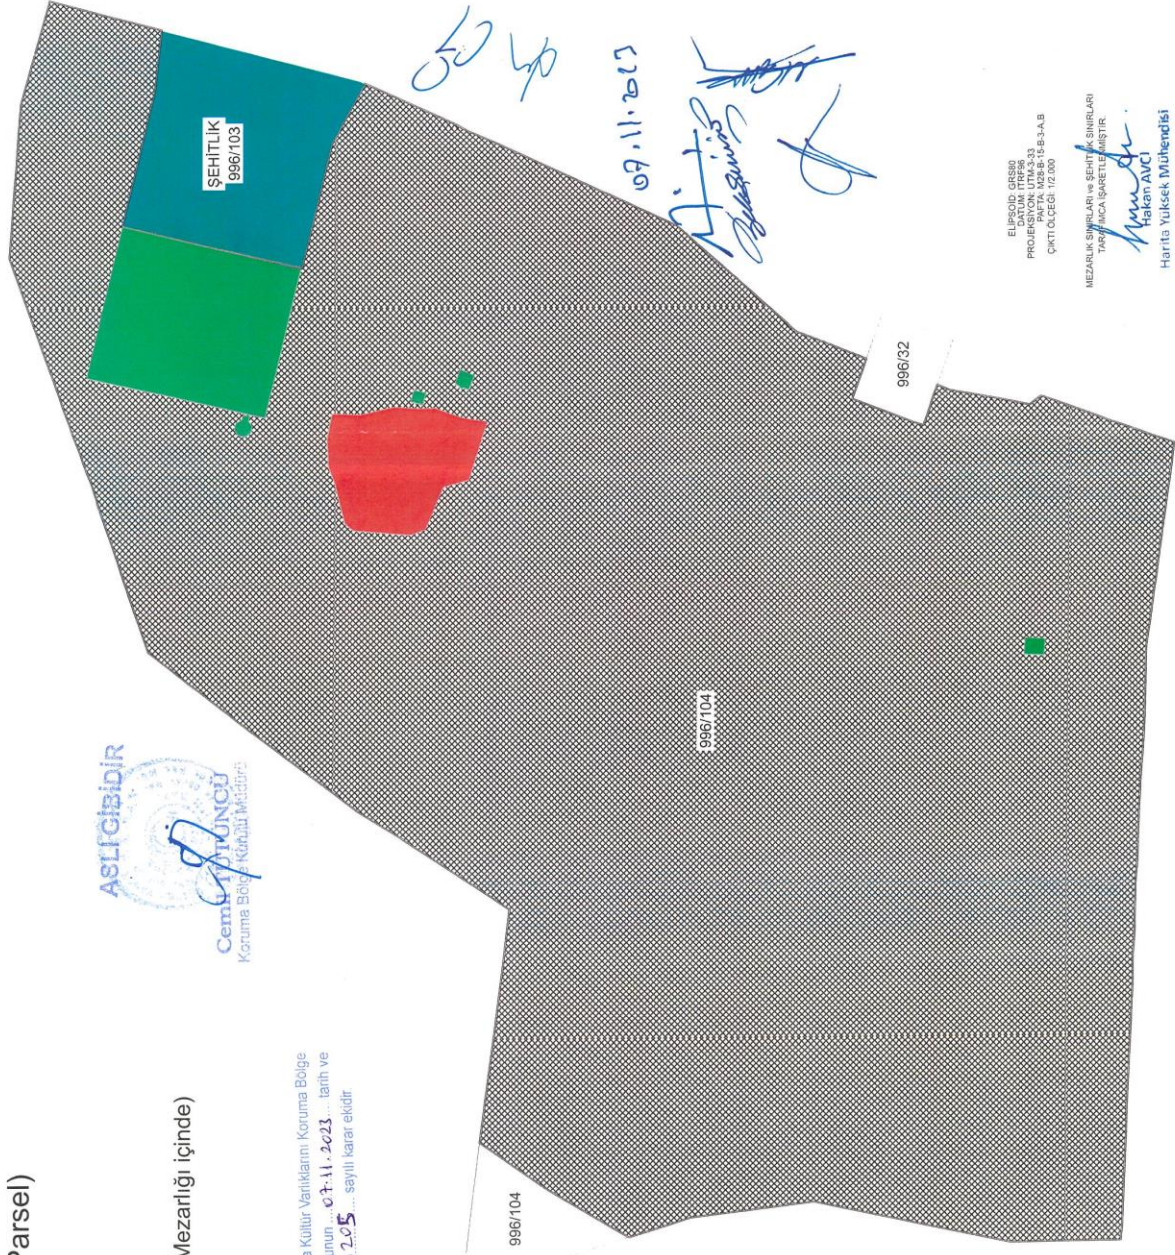 Parsel)
Mezarlığı içinde)
a Kültür Varlıklarını Koruma Bölge
unun ... 07.11.2023 ... tarih ve
205 ... sayılı karar ekidir.
ASLI GİBİDİR
Cemil TÜTÜNCÜ
Koruma Bölge Kurulu Müdürü
ŞEHİTLİK
996/103
996/104
996/104
996/32
07.11.2023
ELİPSOİD: GRS80
DATUM: ITRF96
PROJEKSİYON: UTM-3-33
PAFTA: M28-B-15-B-3-A,B
ÇIKTI ÖLÇEĞİ: 1/2.000
MEZARLIK SINIRLARI ve ŞEHİTLİK SINIRLARI
TARAFIMCA İŞARETLENMİŞTİR.
Hakan AVCI
Harita Yüksek Mühendisi